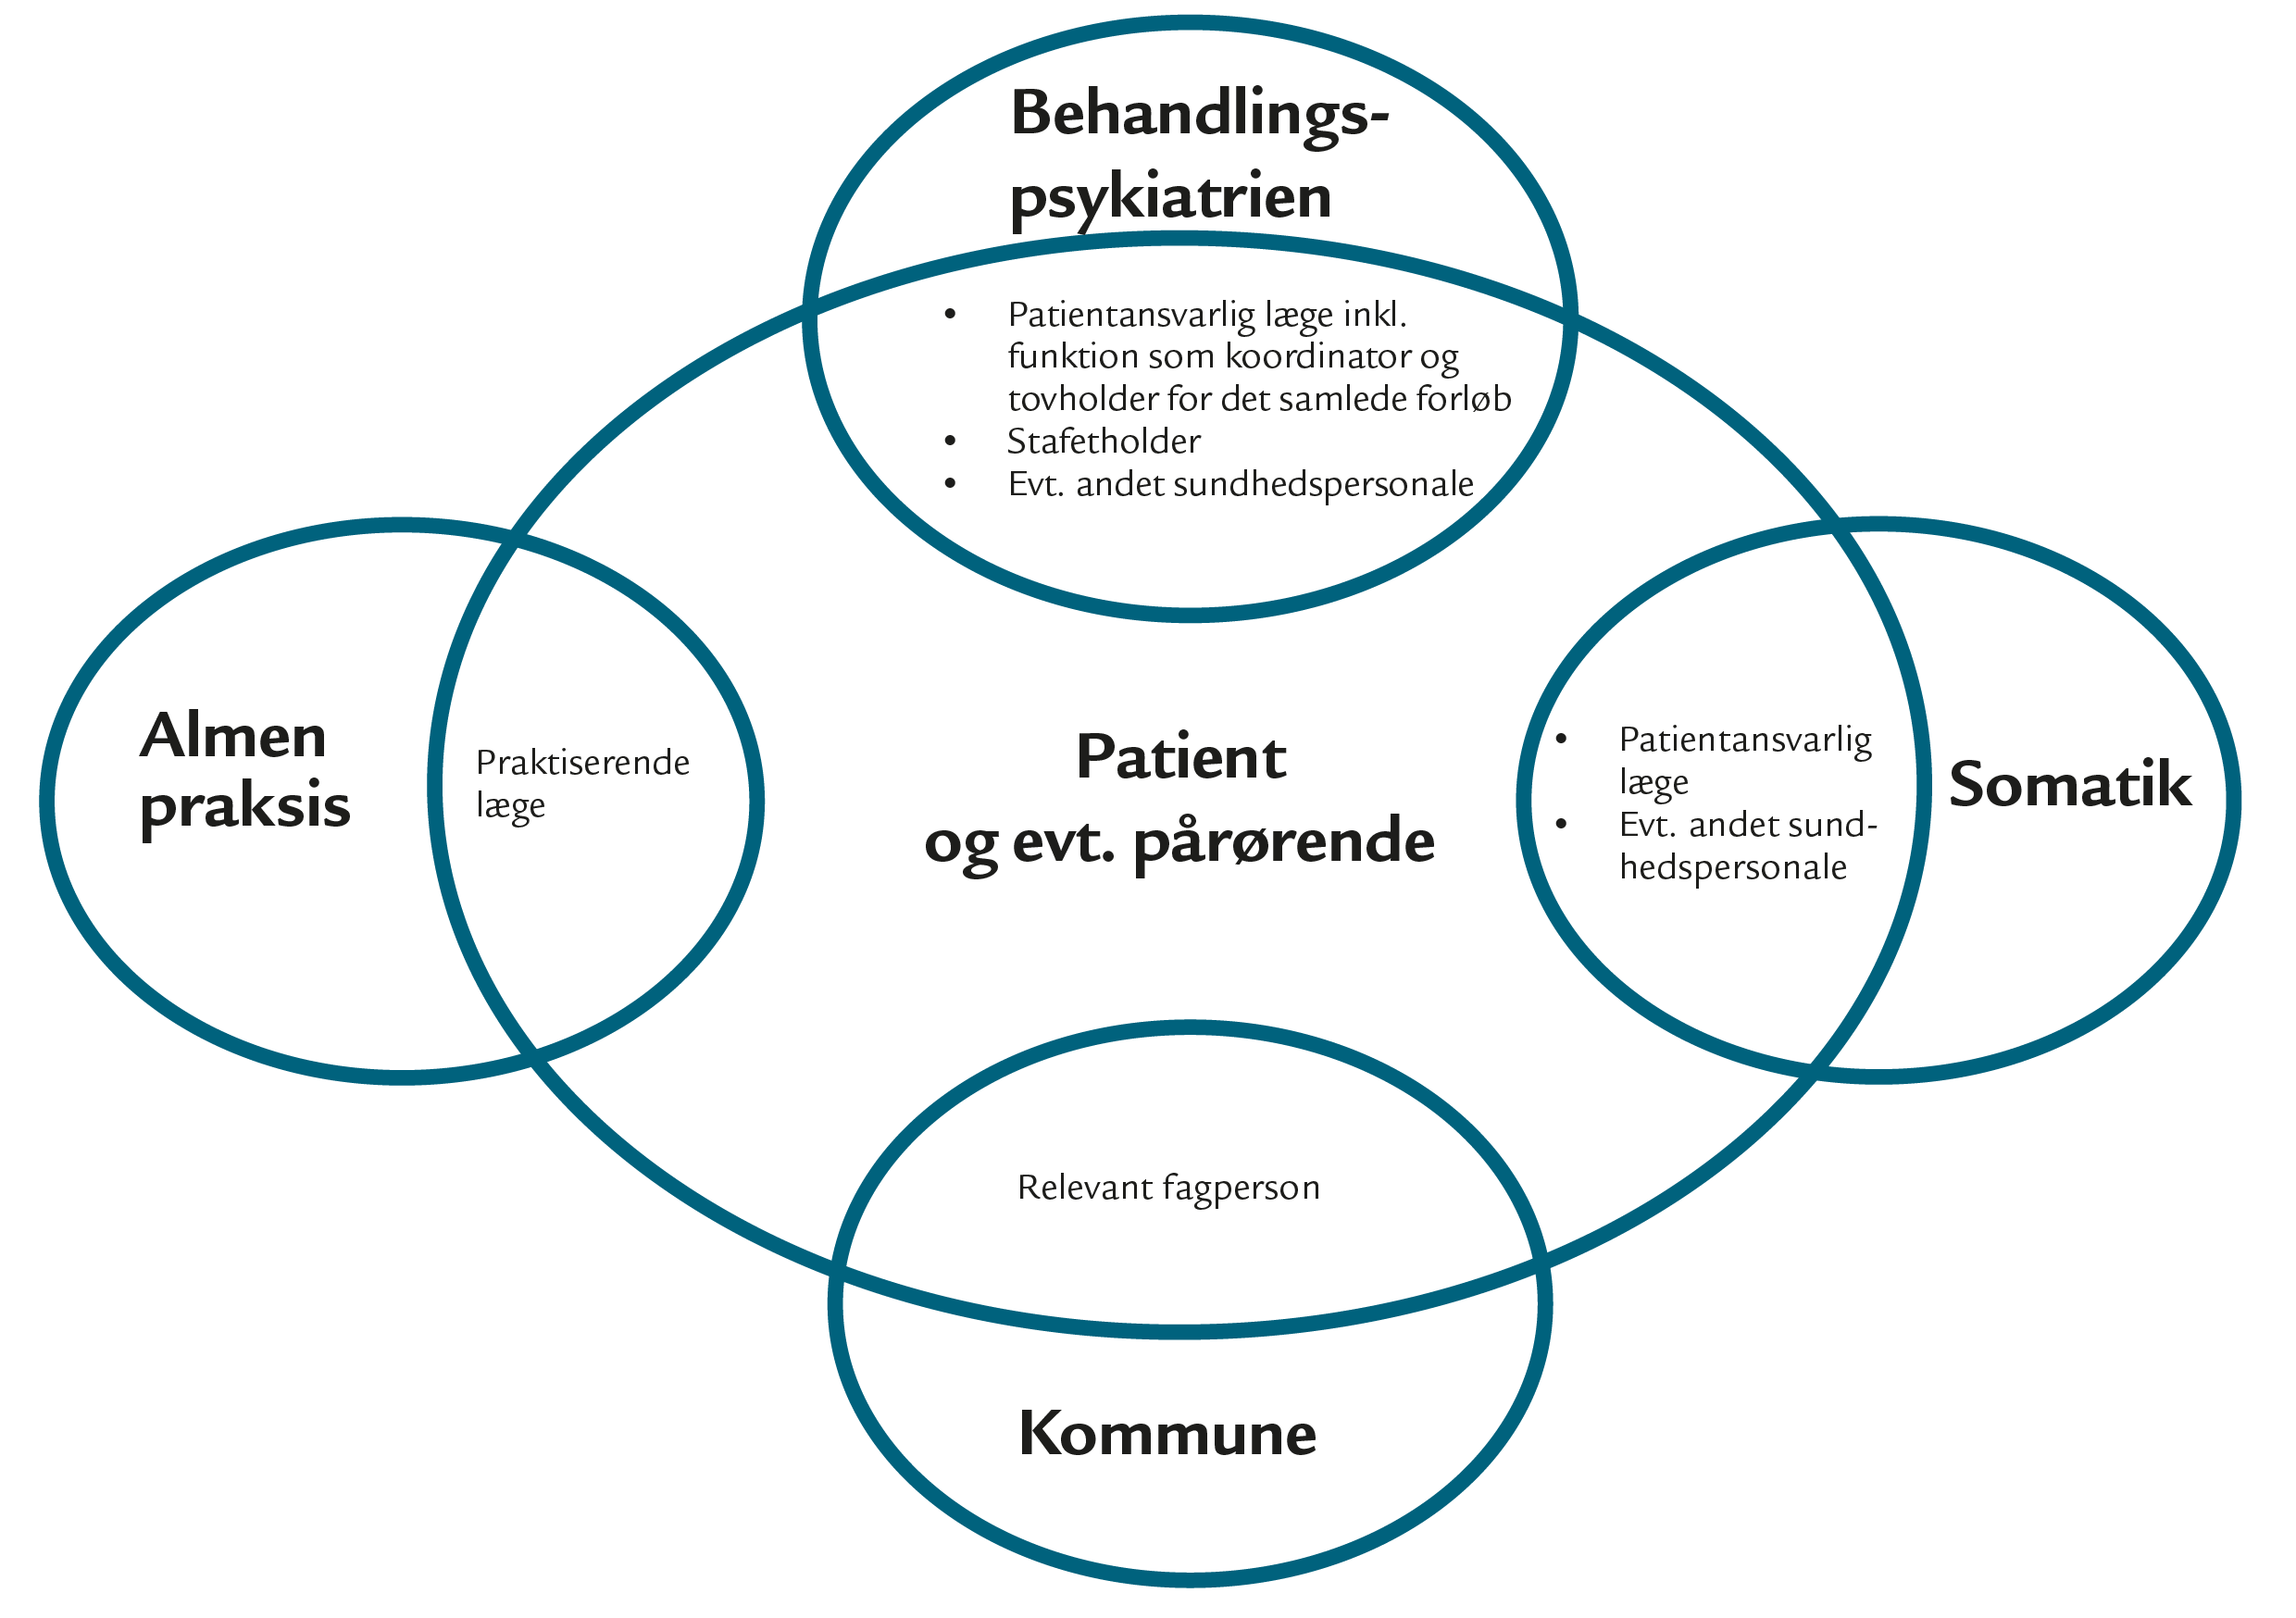 Behandlings-
psykiatrien
• Patientansvarlig læge inkl.
funktion som koordinator og
tovholder for det samlede forløb
• Stafetholder
• Evt. andet sundhedspersonale
Almen
praksis
Praktiserende
læge
Patient
og evt. pårørende
• Patientansvarlig
læge
• Evt. andet sund-
hedspersonale
Somatik
Relevant fagperson
Kommune